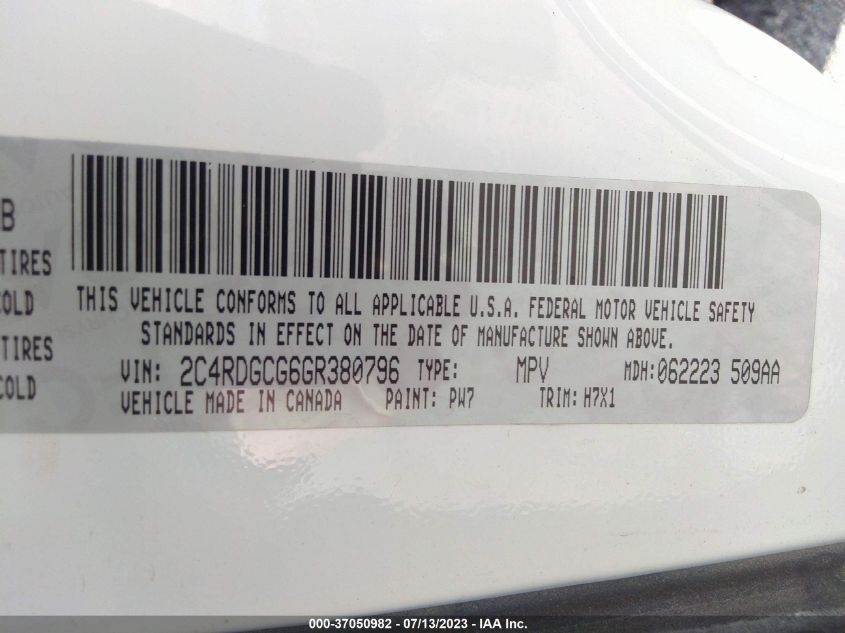 B
TIRES
COLD
TIRES
COLD
THIS VEHICLE CONFORMS TO ALL APPLICABLE U.S.A. FEDERAL MOTOR VEHICLE SAFETY
STANDARDS IN EFFECT ON THE DATE OF MANUFACTURE SHOWN ABOVE.
VIN: 2C4RDGCG6GR380796 TYPE: MPV MDH: 062223 509AA
VEHICLE MADE IN CANADA PAINT: PW7 TRIM: H7X1
000-37050982 - 07/13/2023 - IAA Inc.